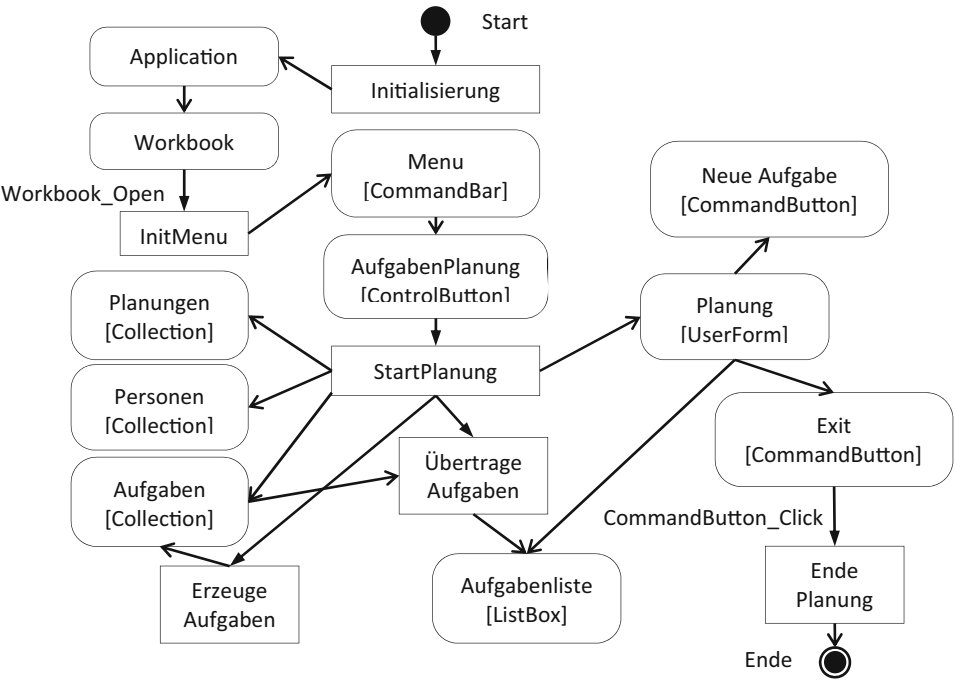 Start
Application
Initialisierung
Workbook
Workbook_Open
InitMenu
Menu
[CommandBar]
Neue Aufgabe
[CommandButton]
AufgabenPlanung
[ControlButton]
Planungen
[Collection]
Planung
[UserForm]
StartPlanung
Personen
[Collection]
Exit
[CommandButton]
Übertrage
Aufgaben
Aufgaben
[Collection]
CommandButton_Click
Erzeuge
Aufgaben
Aufgabenliste
[ListBox]
Ende
Planung
Ende